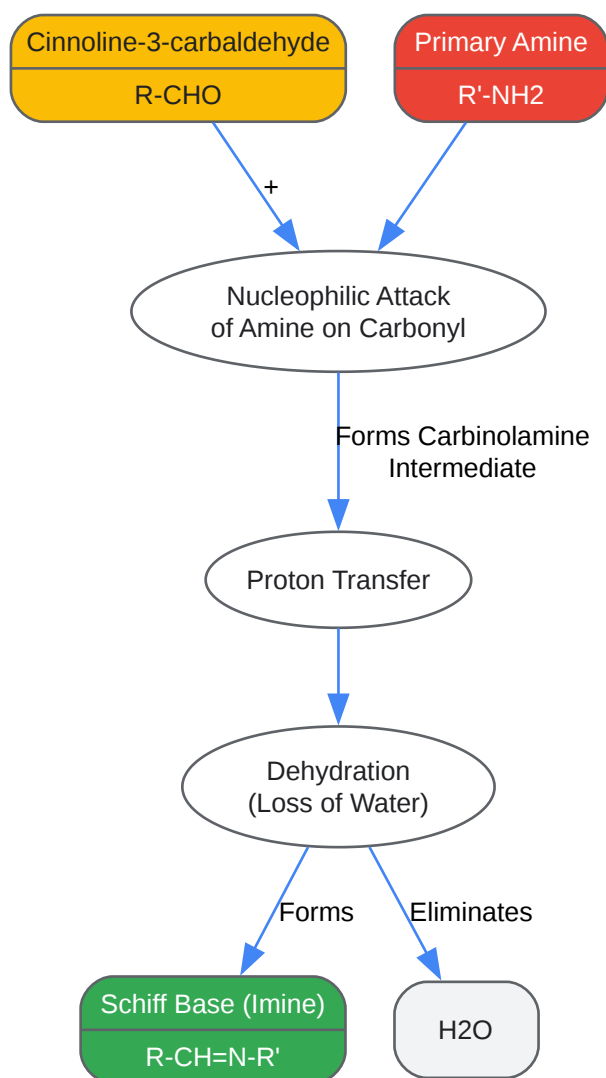 Cinnoline-3-carbaldehyde
R-CHO
Primary Amine
R'-NH2
+
Nucleophilic Attack
of Amine on Carbonyl
Forms Carbinolamine
Intermediate
Proton Transfer
Dehydration
(Loss of Water)
Forms
Eliminates
Schiff Base (Imine)
R-CH=N-R'
H2O